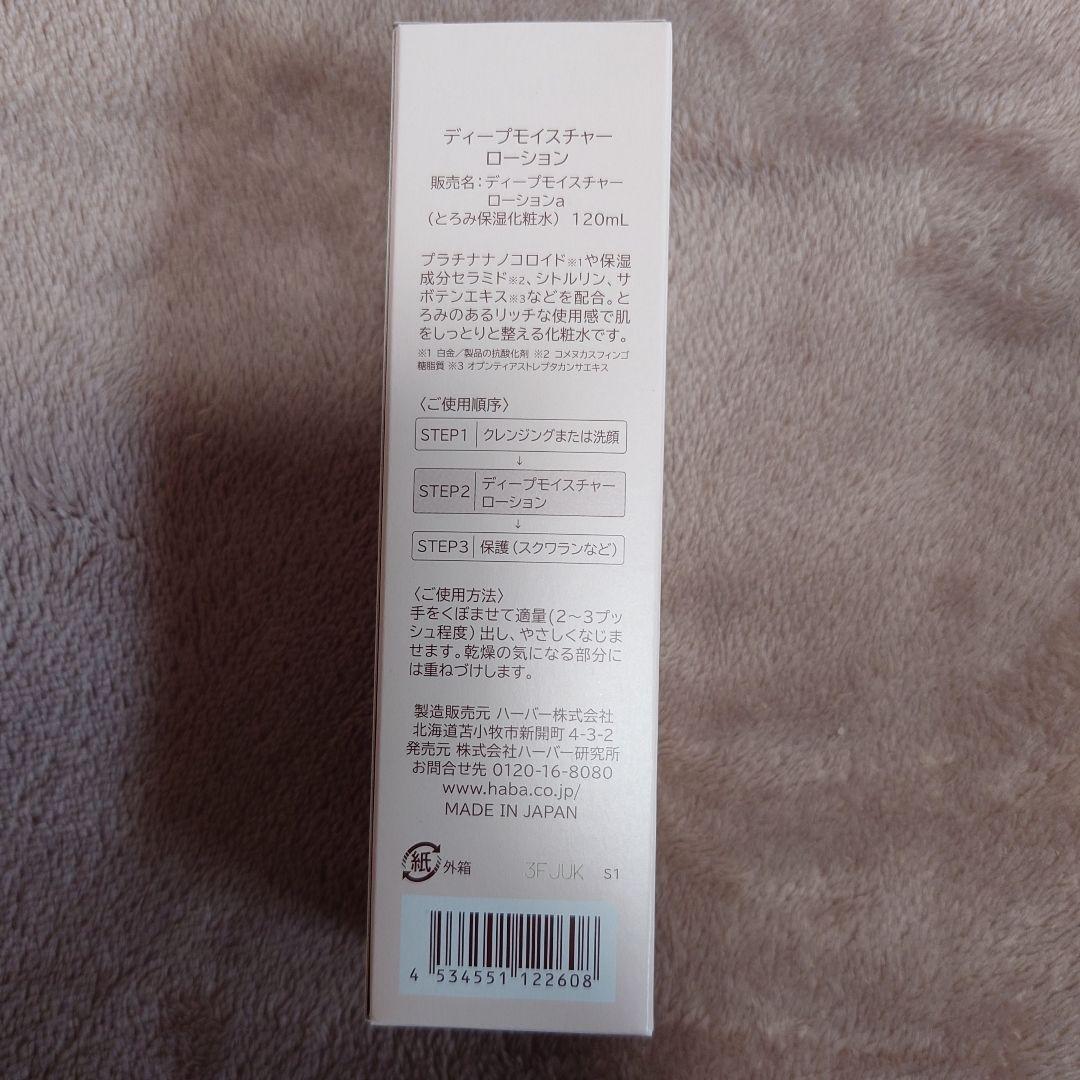 ディープモイスチャー
ローション
販売名：ディープモイスチャー
ローションa
（とろみ保湿化粧水） 120mL
プラチナナノコロイド※1や保湿
成分セラミド※2、シトルリン、サ
ボテンエキス※3などを配合。と
ろみのあるリッチな使用感で肌
をしっとりと整える化粧水です。
※1 白金／製品の抗酸化剤 ※2 コメヌカスフィンゴ
糖脂質 ※3 オプンティアストレプタカンサエキス
〈ご使用順序〉
STEP1 クレンジングまたは洗顔
↓
STEP2 ディープモイスチャー
ローション
↓
STEP3 保護（スクワランなど）
〈ご使用方法〉
手をくぼませて適量(2～3プッ
シュ程度)出し、やさしくなじま
せます。乾燥の気になる部分に
は重ねづけします。
製造販売元 ハーバー株式会社
北海道苫小牧市新開町 4-3-2
発売元 株式会社ハーバー研究所
お問合せ先 0120-16-8080
www.haba.co.jp/
MADE IN JAPAN
紙 外箱 3FJUK S1
4 534551 122608